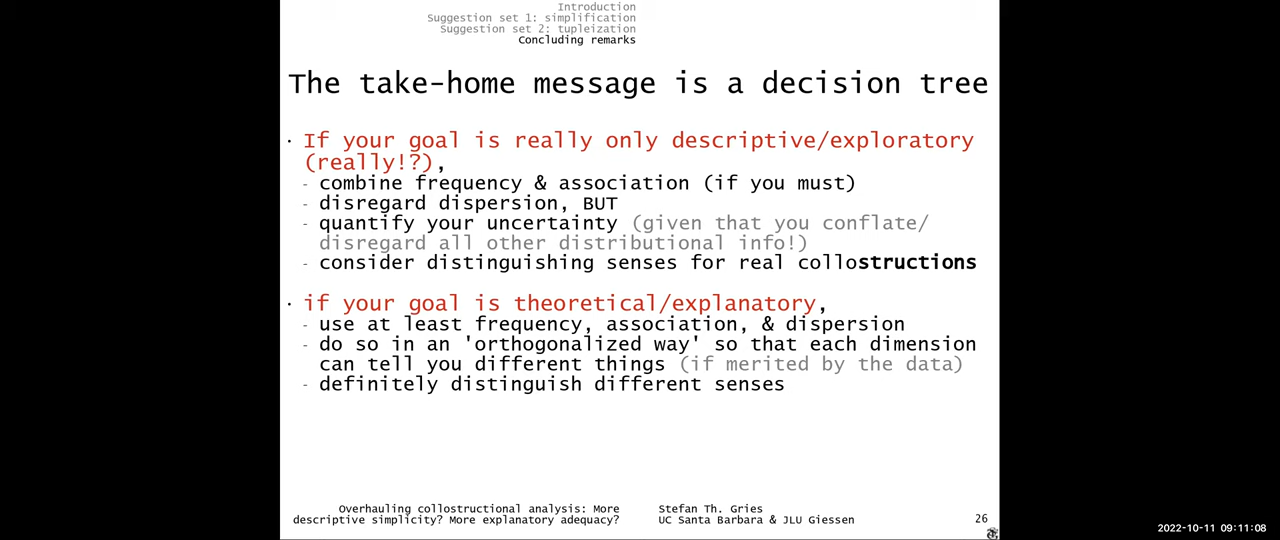 Introduction
Suggestion set 1: simplification
Suggestion set 2: tupleization
Concluding remarks
The take-home message is a decision tree
· If your goal is really only descriptive/exploratory
(really!?),
- combine frequency & association (if you must)
- disregard dispersion, BUT
- quantify your uncertainty (given that you conflate/
disregard all other distributional info!)
- consider distinguishing senses for real collostructions
· if your goal is theoretical/explanatory,
- use at least frequency, association, & dispersion
- do so in an 'orthogonalized way' so that each dimension
can tell you different things (if merited by the data)
- definitely distinguish different senses
Overhauling collostructional analysis: More
descriptive simplicity? More explanatory adequacy?
Stefan Th. Gries
UC Santa Barbara & JLU Giessen
26
2022-10-11 09:11:08